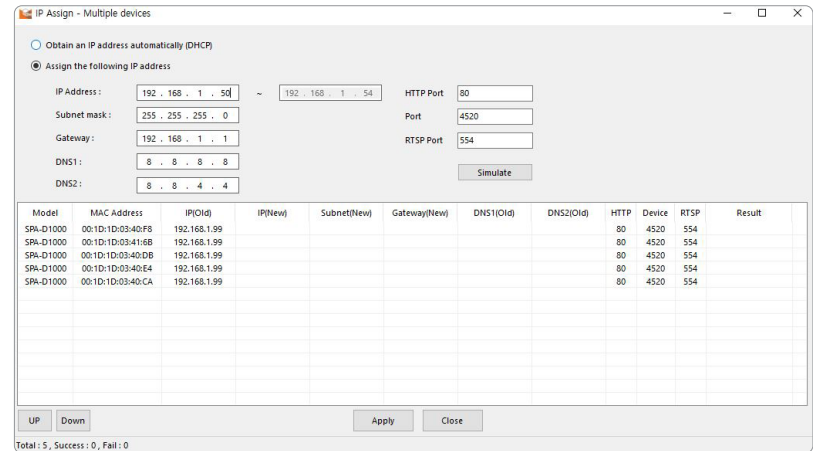 IP Assign - Multiple devices
Obtain an IP address automatically (DHCP)
Assign the following IP address
IP Address : 192 . 168 . 1 . 50 ~ 192 . 168 . 1 . 54 HTTP Port 80
Subnet mask : 255 . 255 . 255 . 0 Port 4520
Gateway : 192 . 168 . 1 . 1 RTSP Port 554
DNS1 : 8 . 8 . 8 . 8 Simulate
DNS2 : 8 . 8 . 4 . 4
Model MAC Address IP(Old) IP(New) Subnet(New) Gateway(New) DNS1(Old) DNS2(Old) HTTP Device RTSP Result
SPA-D1000 00:1D:1D:03:40:F8 192.168.1.99 80 4520 554
SPA-D1000 00:1D:1D:03:41:6B 192.168.1.99 80 4520 554
SPA-D1000 00:1D:1D:03:40:DB 192.168.1.99 80 4520 554
SPA-D1000 00:1D:1D:03:40:E4 192.168.1.99 80 4520 554
SPA-D1000 00:1D:1D:03:40:CA 192.168.1.99 80 4520 554
UP Down Apply Close
Total : 5 , Success : 0 , Fail : 0